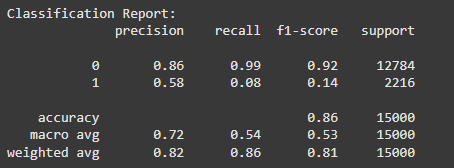 Classification Report:
precision recall f1-score support
0 0.86 0.99 0.92 12784
1 0.58 0.08 0.14 2216
accuracy 0.86 15000
macro avg 0.72 0.54 0.53 15000
weighted avg 0.82 0.86 0.81 15000